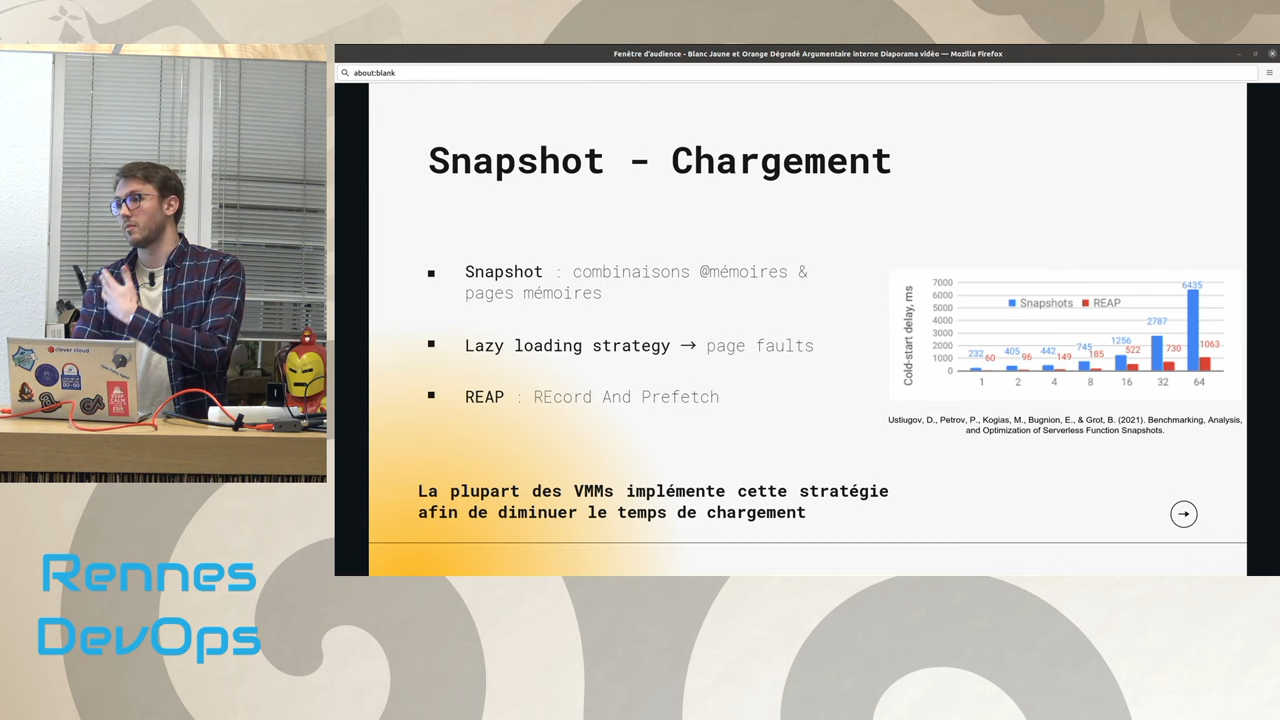 Fenêtre d'audience - Blanc Jaune et Orange Dégradé Argumentaire interne Diaporama vidéo — Mozilla Firefox
about:blank
Snapshot - Chargement
Snapshot : combinaisons @mémoires &
pages mémoires
Lazy loading strategy → page faults
REAP : REcord And Prefetch
La plupart des VMMs implémente cette stratégie
afin de diminuer le temps de chargement
Cold-start delay, ms
7000
6000
5000
4000
3000
2000
1000
0
Snapshots
REAP
232
60
405
96
442
149
745
185
1256
522
2787
730
6435
1063
1
2
4
8
16
32
64
Ustiugov, D., Petrov, P., Kogias, M., Bugnion, E., & Grot, B. (2021). Benchmarking, Analysis,
and Optimization of Serverless Function Snapshots.
clever cloud
KEEP
CALM
Rennes
DevOps